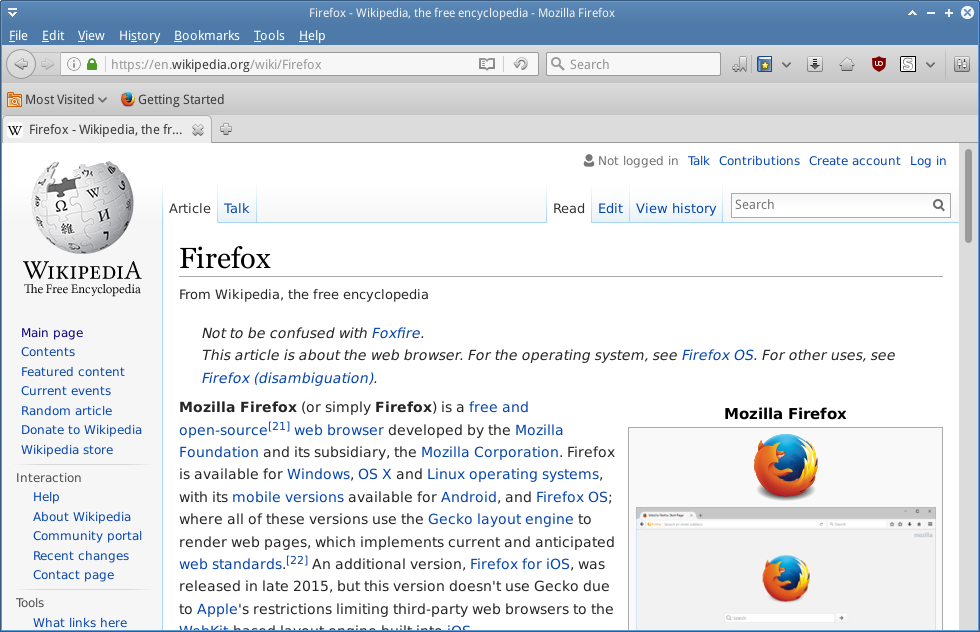 Firefox - Wikipedia, the free encyclopedia - Mozilla Firefox
File Edit View History Bookmarks Tools Help
https://en.wikipedia.org/wiki/Firefox
Search
S
Most Visited
Getting Started
W Firefox - Wikipedia, the fr...
Not logged in Talk Contributions Create account Log in
Article Talk Read Edit View history Search
Ω W И 維
WIKIPEDIA
The Free Encyclopedia
Main page
Contents
Featured content
Current events
Random article
Donate to Wikipedia
Wikipedia store
Interaction
Help
About Wikipedia
Community portal
Recent changes
Contact page
Tools
What links here
Firefox
From Wikipedia, the free encyclopedia
Not to be confused with Foxfire.
This article is about the web browser. For the operating system, see Firefox OS. For other uses, see
Firefox (disambiguation).
Mozilla Firefox (or simply Firefox) is a free and
open-source[21] web browser developed by the Mozilla
Foundation and its subsidiary, the Mozilla Corporation. Firefox
is available for Windows, OS X and Linux operating systems,
with its mobile versions available for Android, and Firefox OS;
where all of these versions use the Gecko layout engine to
render web pages, which implements current and anticipated
web standards.[22] An additional version, Firefox for iOS, was
released in late 2015, but this version doesn't use Gecko due
to Apple's restrictions limiting third-party web browsers to the
WebKit-based layout engine built into iOS.
Mozilla Firefox
mozilla
Search